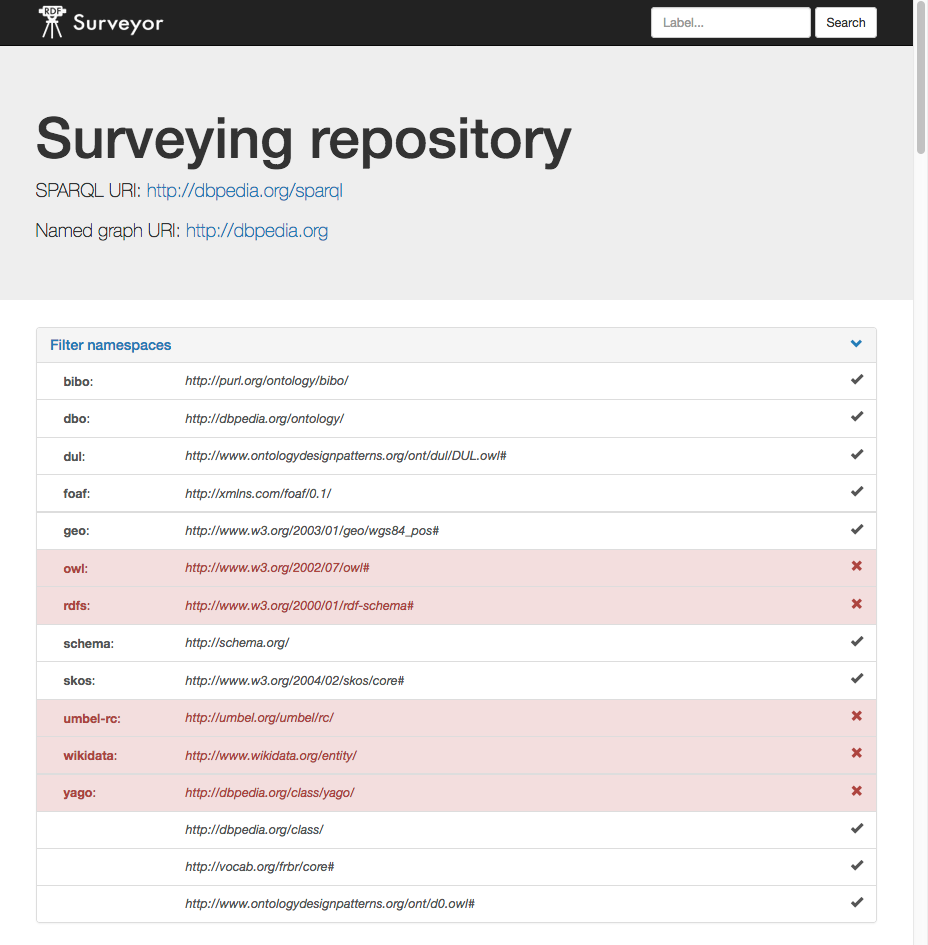 RDF Surveyor
Label...
Search
Surveying repository
SPARQL URI: http://dbpedia.org/sparql
Named graph URI: http://dbpedia.org
Filter namespaces
bibo: http://purl.org/ontology/bibo/
dbo: http://dbpedia.org/ontology/
dul: http://www.ontologydesignpatterns.org/ont/dul/DUL.owl#
foaf: http://xmlns.com/foaf/0.1/
geo: http://www.w3.org/2003/01/geo/wgs84_pos#
owl: http://www.w3.org/2002/07/owl#
rdfs: http://www.w3.org/2000/01/rdf-schema#
schema: http://schema.org/
skos: http://www.w3.org/2004/02/skos/core#
umbel-rc: http://umbel.org/umbel/rc/
wikidata: http://www.wikidata.org/entity/
yago: http://dbpedia.org/class/yago/
http://dbpedia.org/class/
http://vocab.org/frbr/core#
http://www.ontologydesignpatterns.org/ont/d0.owl#